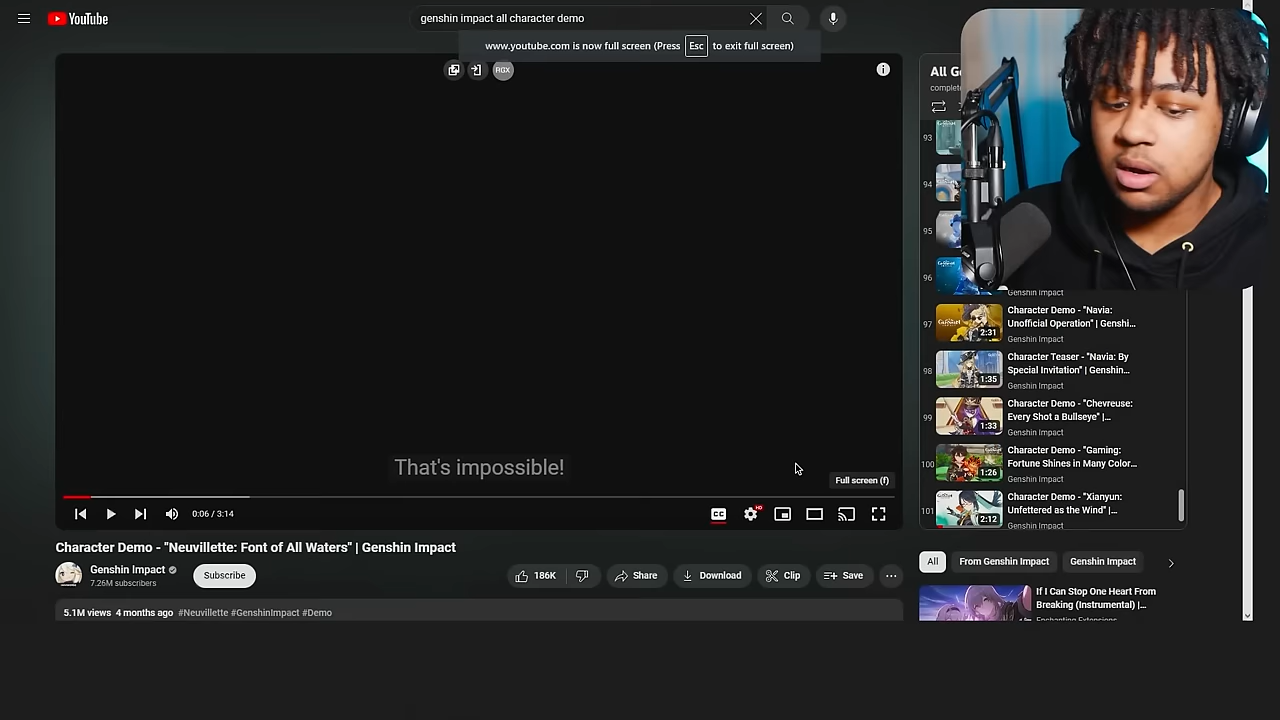 YouTube
genshin impact all character demo
www.youtube.com is now full screen (Press Esc to exit full screen)
RGX
That's impossible!
Full screen (f)
0:06 / 3:14
CC
HD
Character Demo - "Neuvillette: Font of All Waters" | Genshin Impact
Genshin Impact
7.26M subscribers
Subscribe
186K
Share
Download
Clip
Save
5.1M views 4 months ago #Neuvillette #GenshinImpact #Demo
All G
complet
93
94
95
96
Genshin Impact
97
2:31
Character Demo - "Navia:
Unofficial Operation" | Genshi...
Genshin Impact
98
1:35
Character Teaser - "Navia: By
Special Invitation" | Genshin...
Genshin Impact
99
1:33
Character Demo - "Chevreuse:
Every Shot a Bullseye" |...
Genshin Impact
100
1:26
Character Demo - "Gaming:
Fortune Shines in Many Color...
Genshin Impact
101
2:12
Character Demo - "Xianyun:
Unfettered as the Wind" |...
Genshin Impact
All
From Genshin Impact
Genshin Impact
If I Can Stop One Heart From
Breaking (Instrumental) |...
Enchanting Extensions